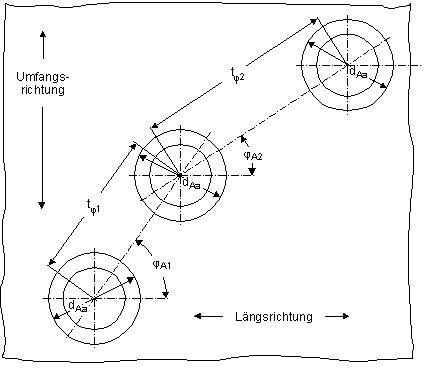 Umfangs-
richtung
tφ2
dAa
φA2
tφ1
dAa
φA1
dAa
Längsrichtung